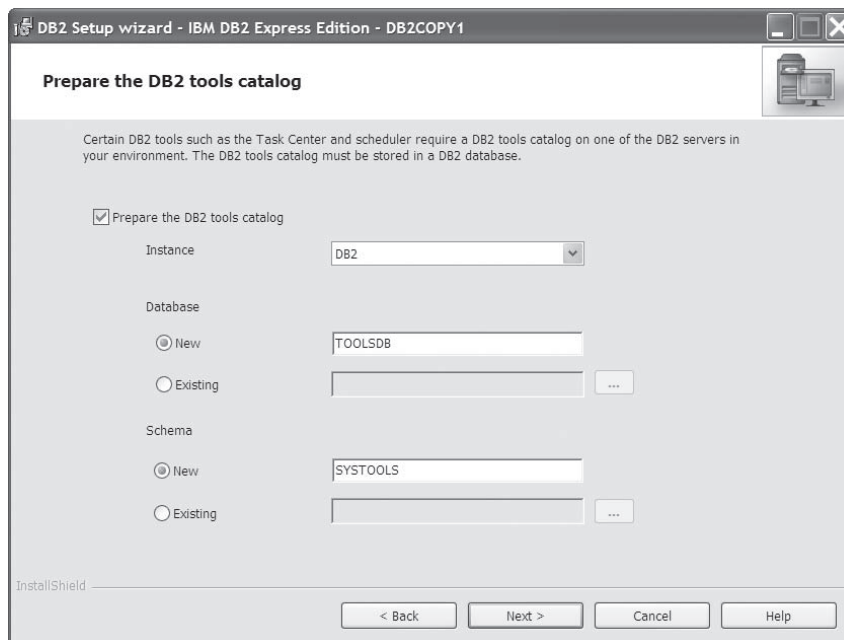 DB2 Setup wizard - IBM DB2 Express Edition - DB2COPY1
Prepare the DB2 tools catalog
Certain DB2 tools such as the Task Center and scheduler require a DB2 tools catalog on one of the DB2 servers in
your environment. The DB2 tools catalog must be stored in a DB2 database.
Prepare the DB2 tools catalog
Instance
DB2
Database
New
TOOLSDB
Existing
...
Schema
New
SYSTOOLS
Existing
...
InstallShield
< Back
Next >
Cancel
Help